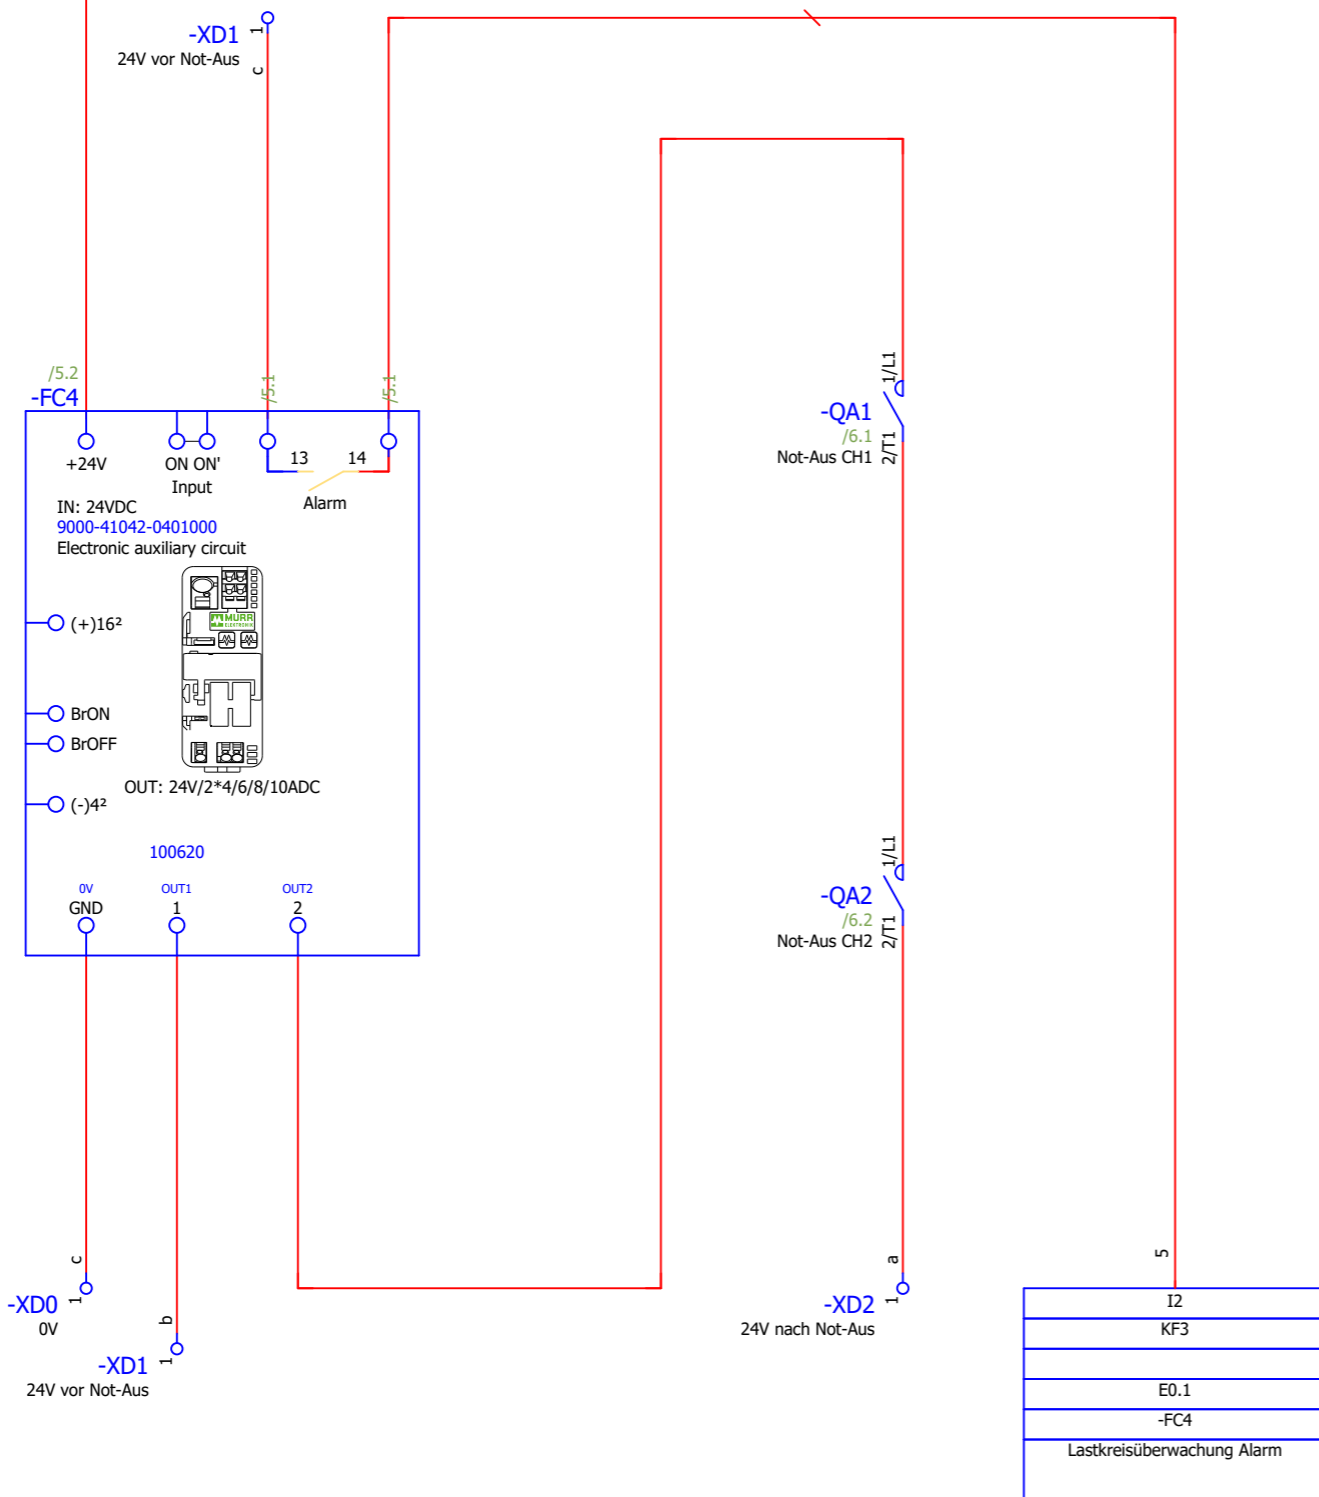 -XD1
1
24V vor Not-Aus
c
/5.2
-FC4
/5.1
/5.1
+24V
ON ON'
Input
13
14
Alarm
IN: 24VDC
9000-41042-0401000
Electronic auxiliary circuit
(+)16²
MURR
ELEKTRONIK
BrON
BrOFF
(-)4²
OUT: 24V/2*4/6/8/10ADC
100620
0V
OUT1
OUT2
GND
1
2
1/L1
-QA1
/6.1
Not-Aus CH1
2/T1
1/L1
-QA2
/6.2
Not-Aus CH2
2/T1
c
-XD0
1
0V
b
-XD1
1
24V vor Not-Aus
a
-XD2
1
24V nach Not-Aus
5
I2
KF3
E0.1
-FC4
Lastkreisüberwachung Alarm